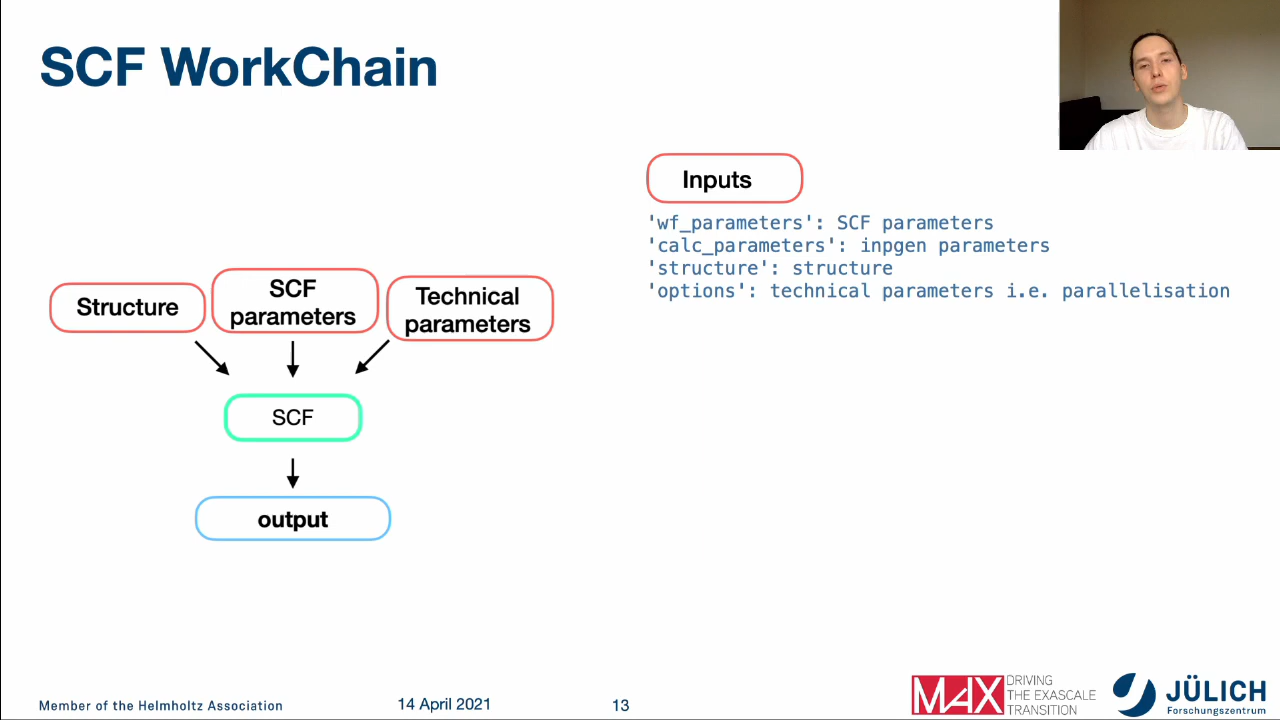 SCF WorkChain
Inputs
'wf_parameters': SCF parameters
'calc_parameters': inpgen parameters
'structure': structure
'options': technical parameters i.e. parallelisation
Structure
SCF
parameters
Technical
parameters
SCF
output
Member of the Helmholtz Association
14 April 2021
13
MAX
DRIVING
THE EXASCALE
TRANSITION
JÜLICH
Forschungszentrum